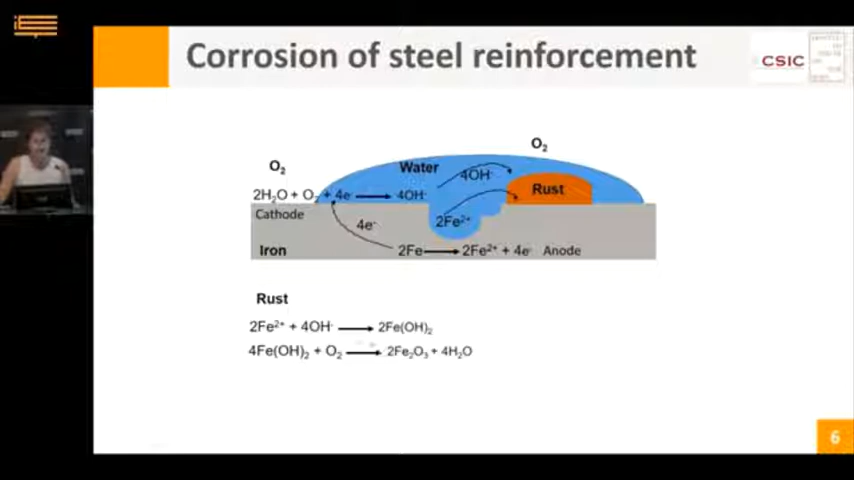 Corrosion of steel reinforcement
CSIC
O₂
O₂
Water
4OH⁻
Rust
2H₂O + O₂ + 4e⁻ → 4OH⁻
Cathode
4e⁻
2Fe²⁺
Iron
2Fe → 2Fe²⁺ + 4e⁻ Anode
Rust
2Fe²⁺ + 4OH⁻ → 2Fe(OH)₂
4Fe(OH)₂ + O₂ → 2Fe₂O₃ + 4H₂O
6